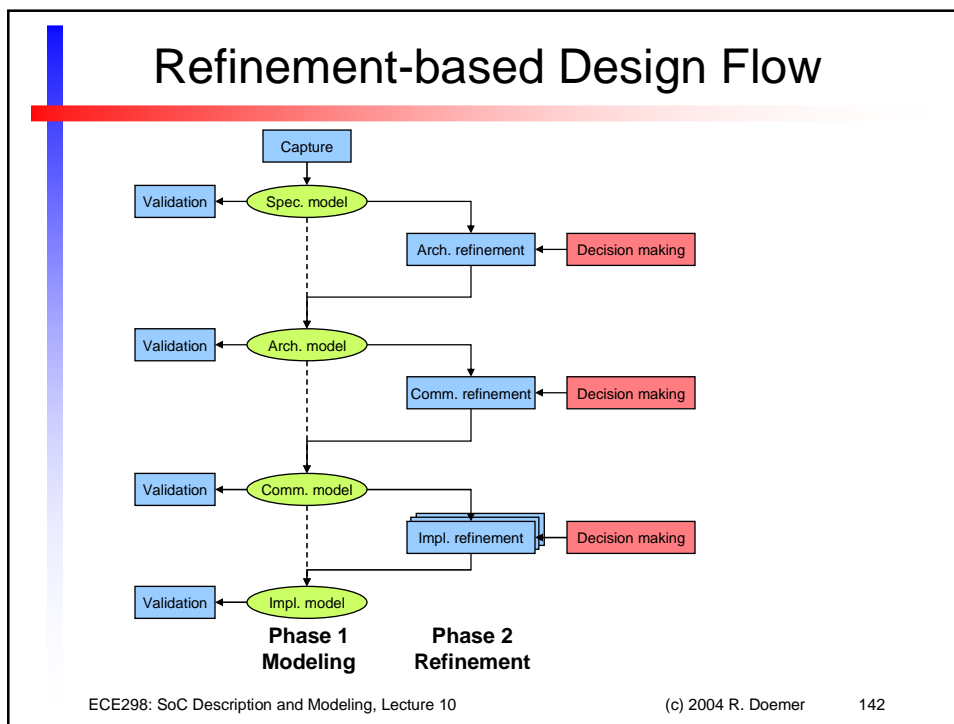 Refinement-based Design Flow
Capture
Validation
Spec. model
Arch. refinement
Decision making
Validation
Arch. model
Comm. refinement
Decision making
Validation
Comm. model
Impl. refinement
Decision making
Validation
Impl. model
Phase 1
Modeling
Phase 2
Refinement
ECE298: SoC Description and Modeling, Lecture 10
(c) 2004 R. Doemer
142